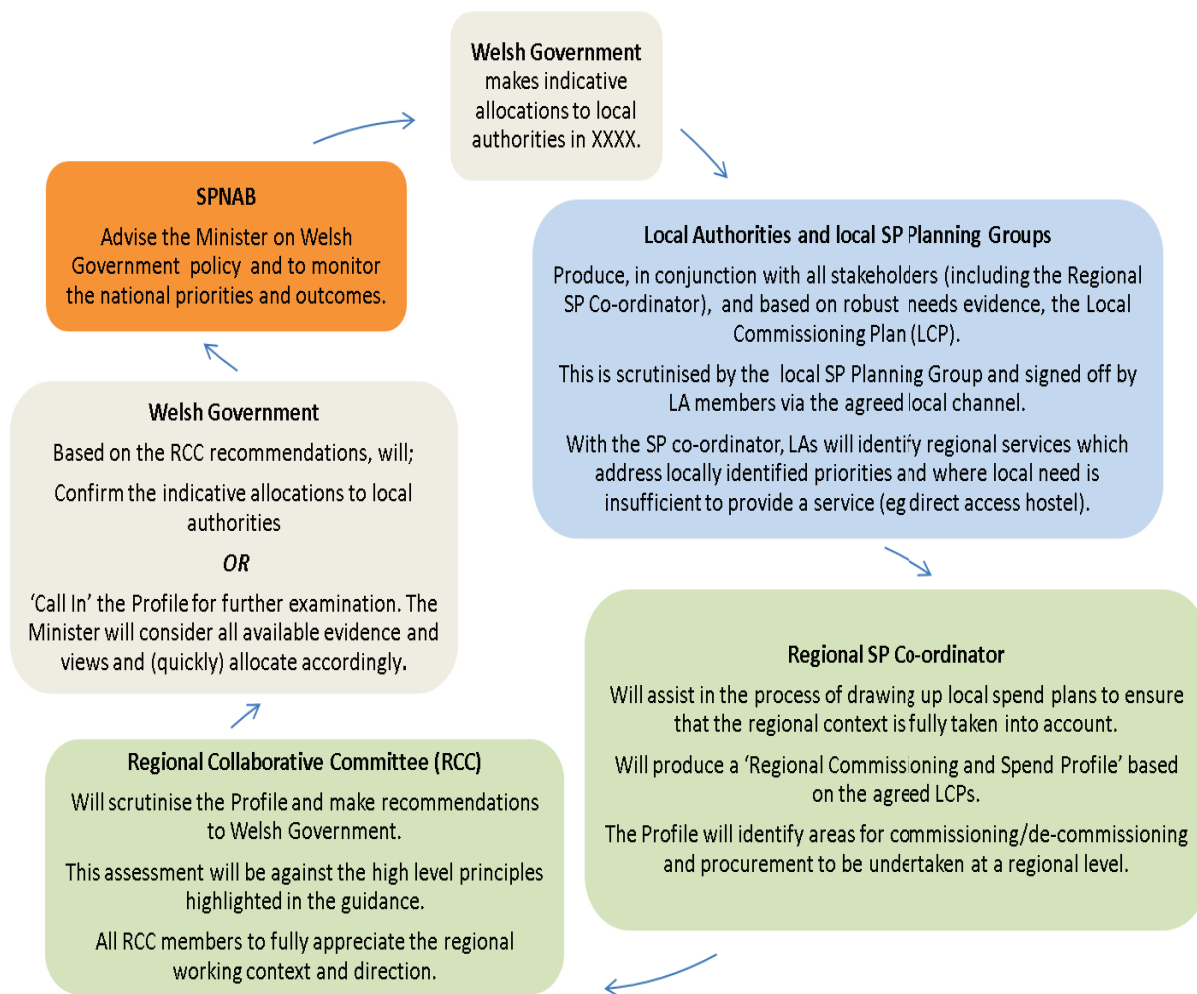 Welsh Government
makes indicative
allocations to local
authorities in XXXX.
Local Authorities and local SP Planning Groups
Produce, in conjunction with all stakeholders (including the Regional
SP Co-ordinator), and based on robust needs evidence, the Local
Commissioning Plan (LCP).
This is scrutinised by the local SP Planning Group and signed off by
LA members via the agreed local channel.
With the SP co-ordinator, LAs will identify regional services which
address locally identified priorities and where local need is
insufficient to provide a service (eg direct access hostel).
Regional SP Co-ordinator
Will assist in the process of drawing up local spend plans to ensure
that the regional context is fully taken into account.
Will produce a ‘Regional Commissioning and Spend Profile’ based
on the agreed LCPs.
The Profile will identify areas for commissioning/de-commissioning
and procurement to be undertaken at a regional level.
Regional Collaborative Committee (RCC)
Will scrutinise the Profile and make recommendations
to Welsh Government.
This assessment will be against the high level principles
highlighted in the guidance.
All RCC members to fully appreciate the regional
working context and direction.
Welsh Government
Based on the RCC recommendations, will;
Confirm the indicative allocations to local
authorities
OR
‘Call In’ the Profile for further examination. The
Minister will consider all available evidence and
views and (quickly) allocate accordingly.
SPNAB
Advise the Minister on Welsh
Government policy and to monitor
the national priorities and outcomes.